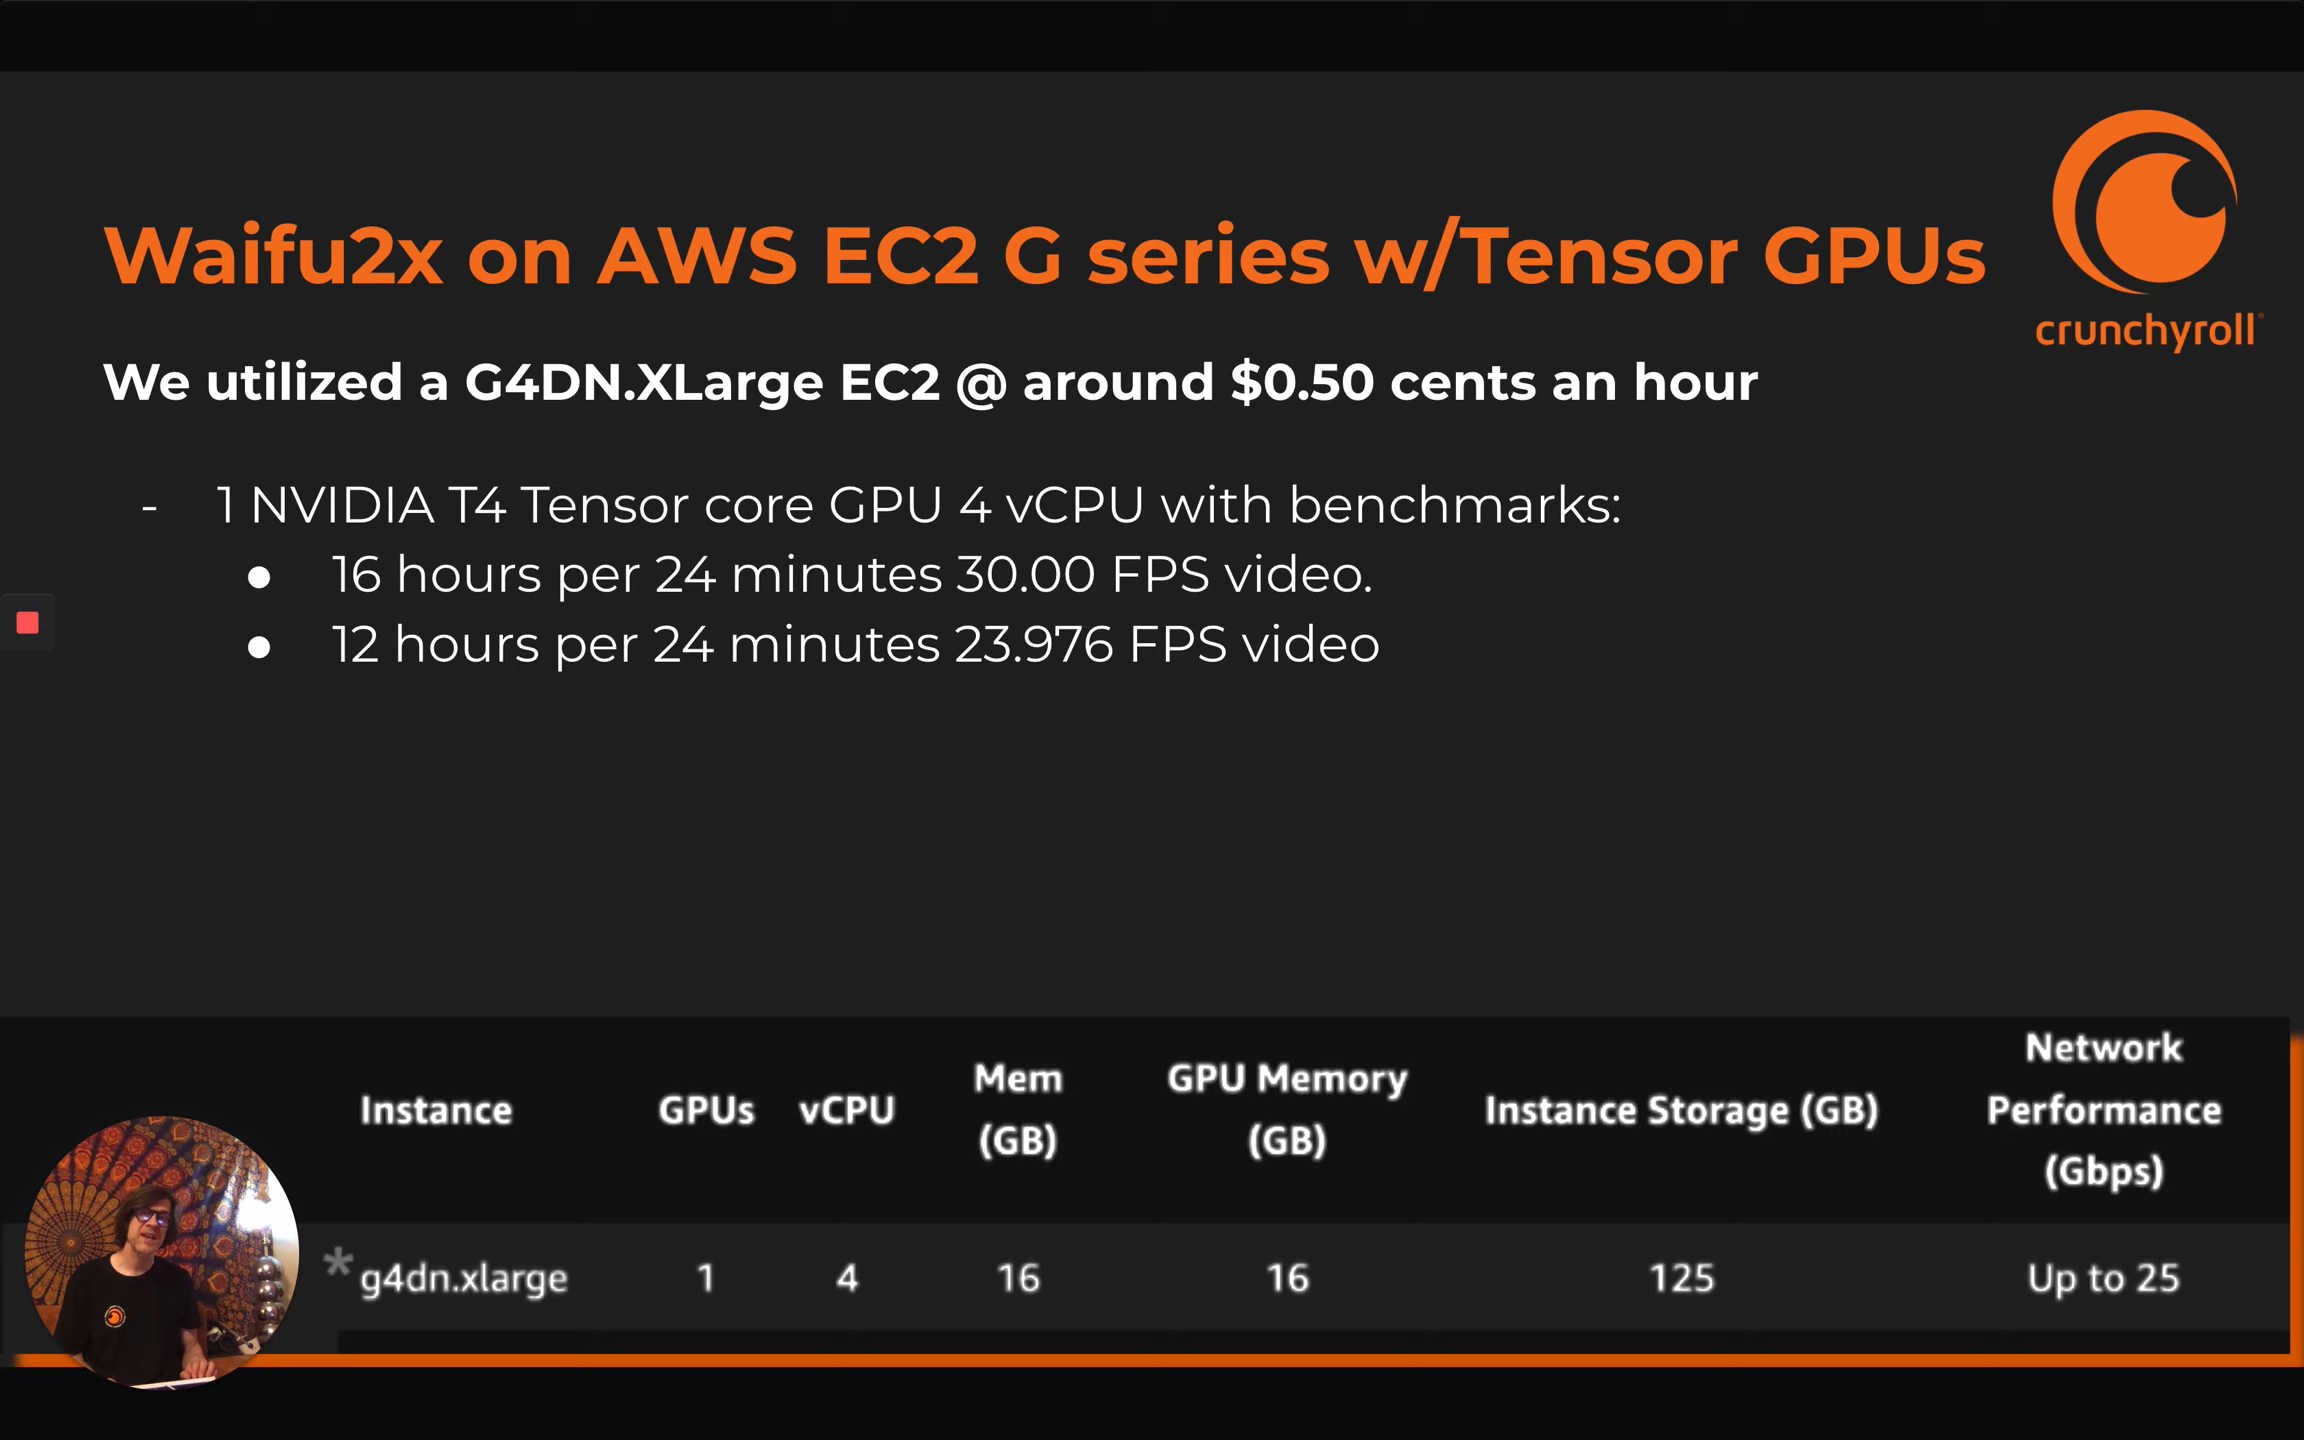 Waifu2x on AWS EC2 G series w/Tensor GPUs
crunchyroll
We utilized a G4DN.XLarge EC2 @ around $0.50 cents an hour
- 1 NVIDIA T4 Tensor core GPU 4 vCPU with benchmarks:
● 16 hours per 24 minutes 30.00 FPS video.
● 12 hours per 24 minutes 23.976 FPS video
Instance GPUs vCPU Mem (GB) GPU Memory (GB) Instance Storage (GB) Network Performance (Gbps)
* g4dn.xlarge 1 4 16 16 125 Up to 25